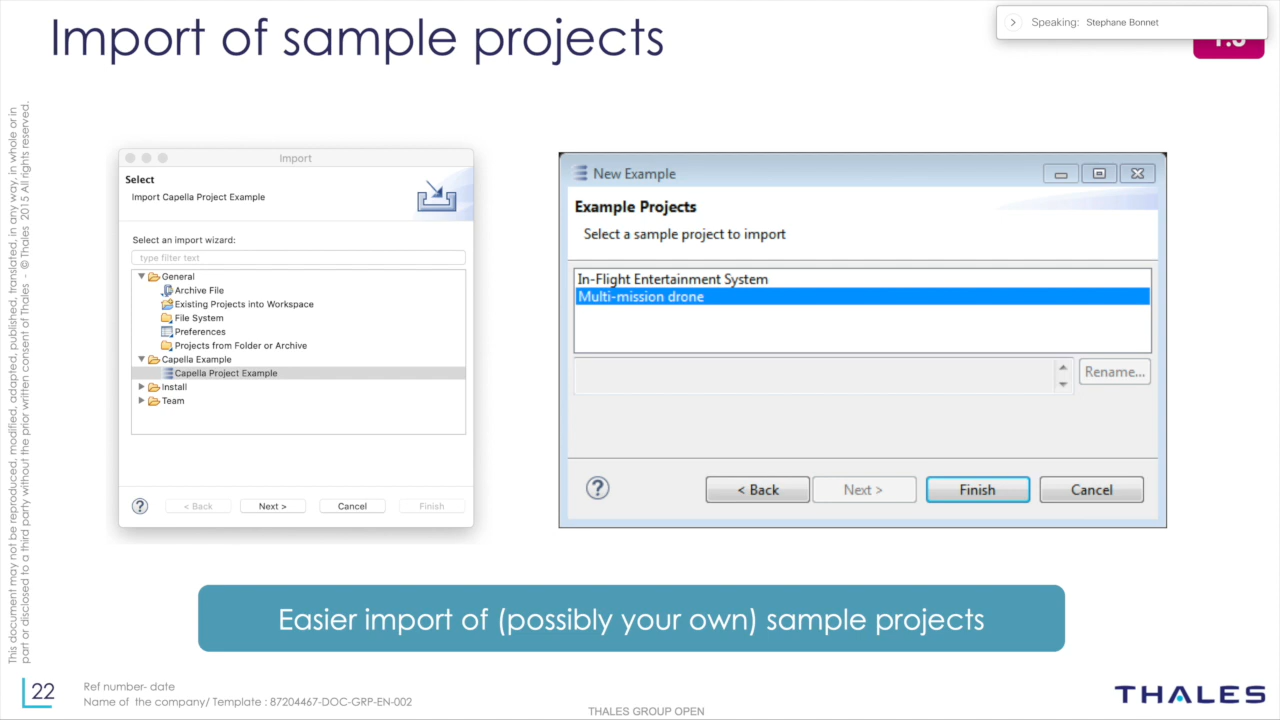 Import of sample projects
Speaking: Stephane Bonnet
This document may not be reproduced, modified, adapted, published, translated, in any way, in whole or in
part or disclosed to a third party without the prior written consent of Thales - © Thales 2015 All rights reserved.
Import
Select
Import Capella Project Example
Select an import wizard:
type filter text
General
Archive File
Existing Projects into Workspace
File System
Preferences
Projects from Folder or Archive
Capella Example
Capella Project Example
Install
Team
?
< Back
Next >
Cancel
Finish
New Example
Example Projects
Select a sample project to import
In-Flight Entertainment System
Multi-mission drone
Rename...
?
< Back
Next >
Finish
Cancel
Easier import of (possibly your own) sample projects
22
Ref number- date
Name of the company/ Template : 87204467-DOC-GRP-EN-002
THALES GROUP OPEN
THALES